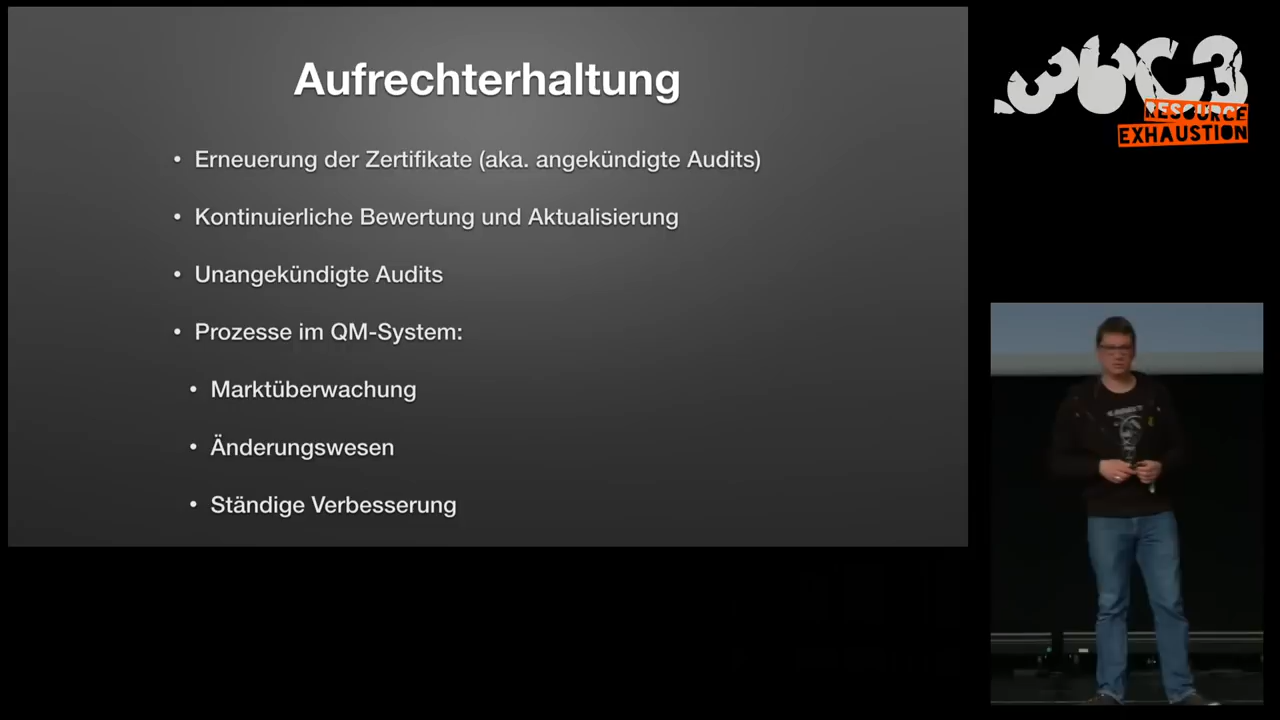 Aufrechterhaltung
• Erneuerung der Zertifikate (aka. angekündigte Audits)
• Kontinuierliche Bewertung und Aktualisierung
• Unangekündigte Audits
• Prozesse im QM-System:
• Marktüberwachung
• Änderungswesen
• Ständige Verbesserung
36C3
RESOURCE
EXHAUSTION